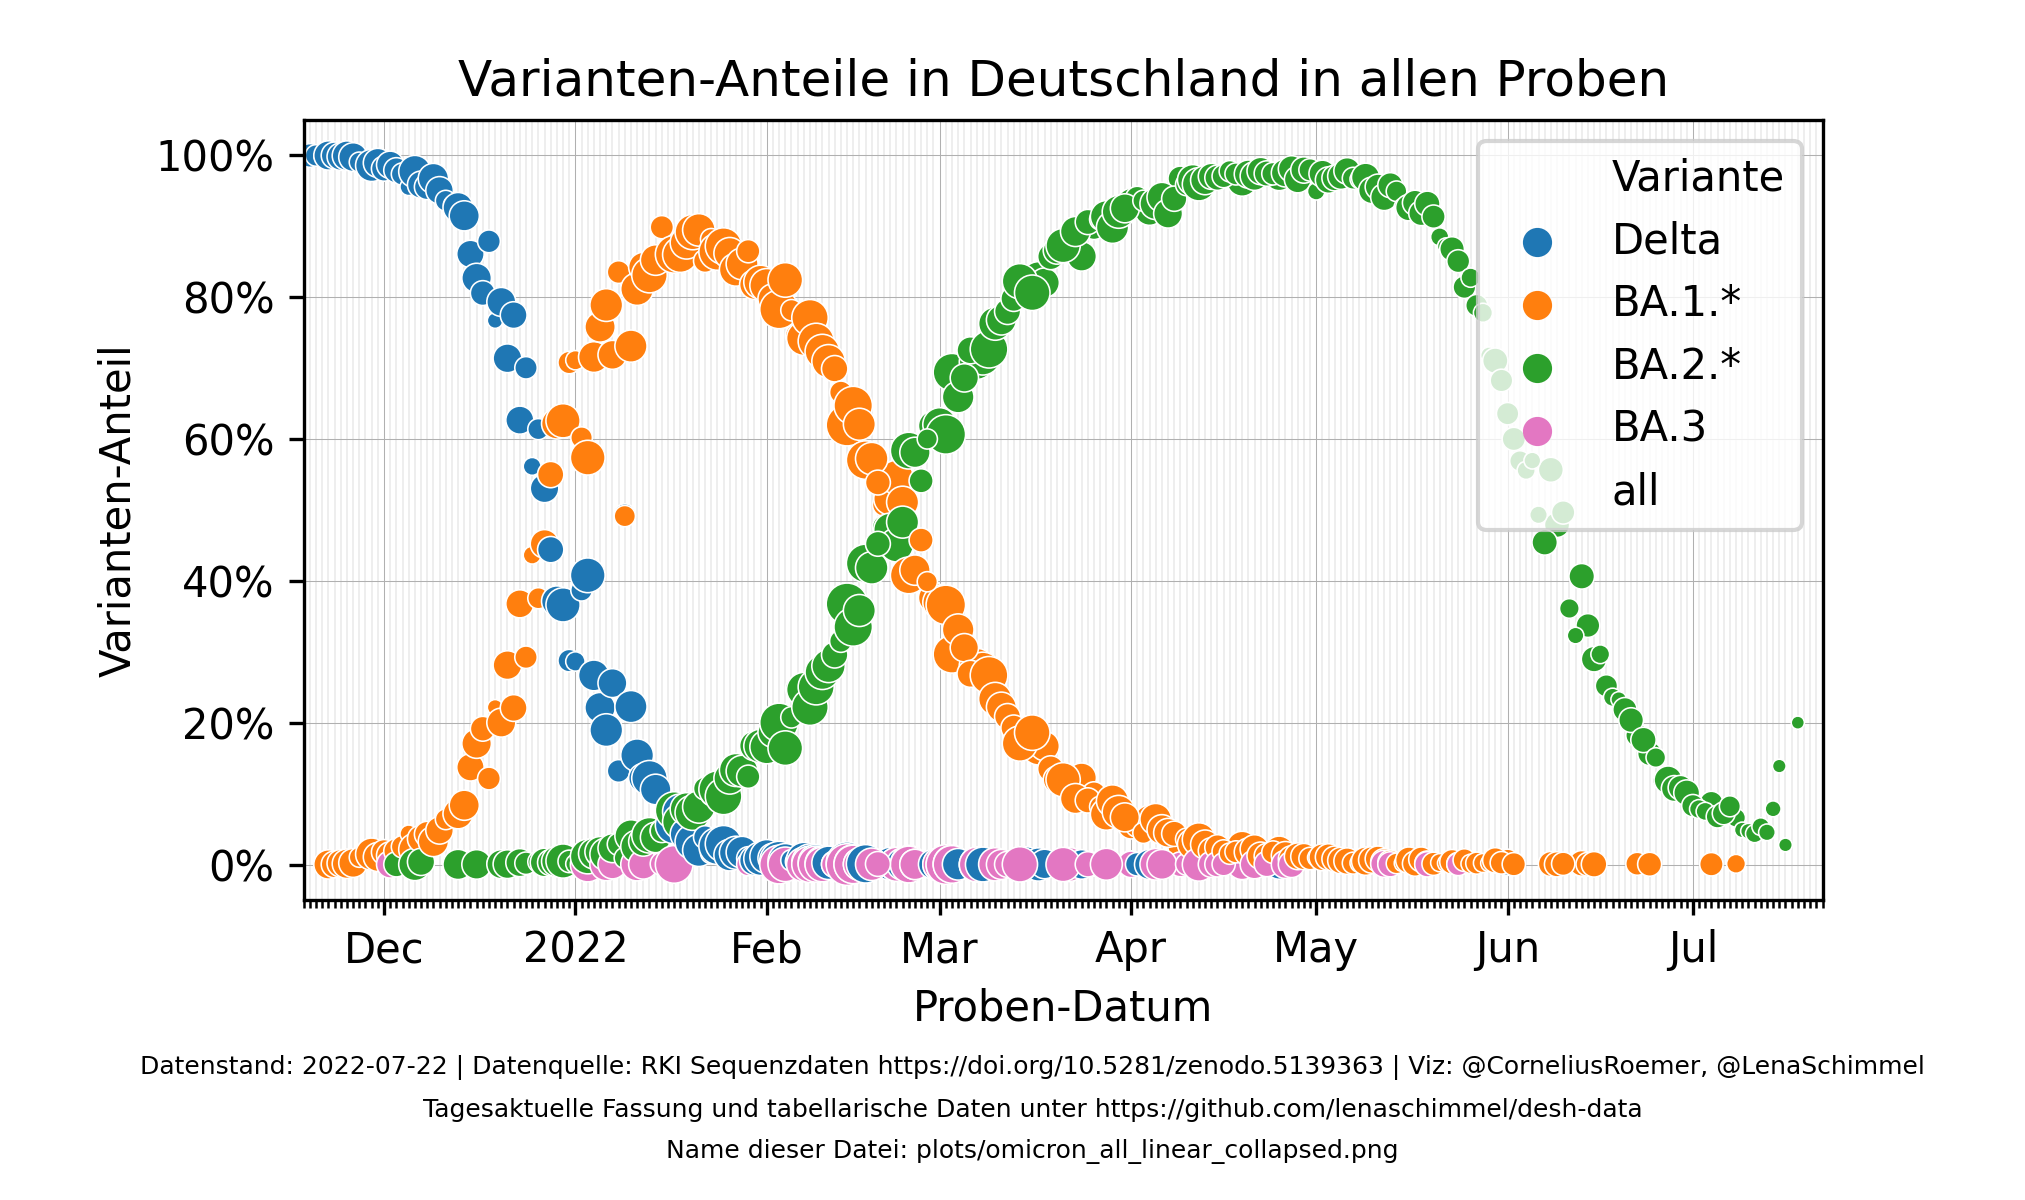 Varianten-Anteile in Deutschland in allen Proben
Varianten-Anteil
100%
80%
60%
40%
20%
0%
Variante
Delta
BA.1.*
BA.2.*
BA.3
all
Dec
2022
Feb
Mar
Apr
May
Jun
Jul
Proben-Datum
Datenstand: 2022-07-22 | Datenquelle: RKI Sequenzdaten https://doi.org/10.5281/zenodo.5139363 | Viz: @CorneliusRoemer, @LenaSchimmel
Tagesaktuelle Fassung und tabellarische Daten unter https://github.com/lenaschimmel/desh-data
Name dieser Datei: plots/omicron_all_linear_collapsed.png